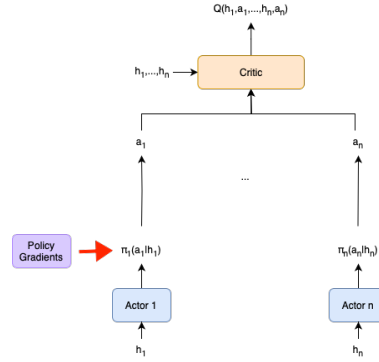 Q(h₁,a₁,...,hₙ,aₙ)
h₁,...,hₙ
Critic
a₁
aₙ
...
Policy
Gradients
π₁(a₁|h₁)
πₙ(aₙ|hₙ)
Actor 1
Actor n
h₁
hₙ